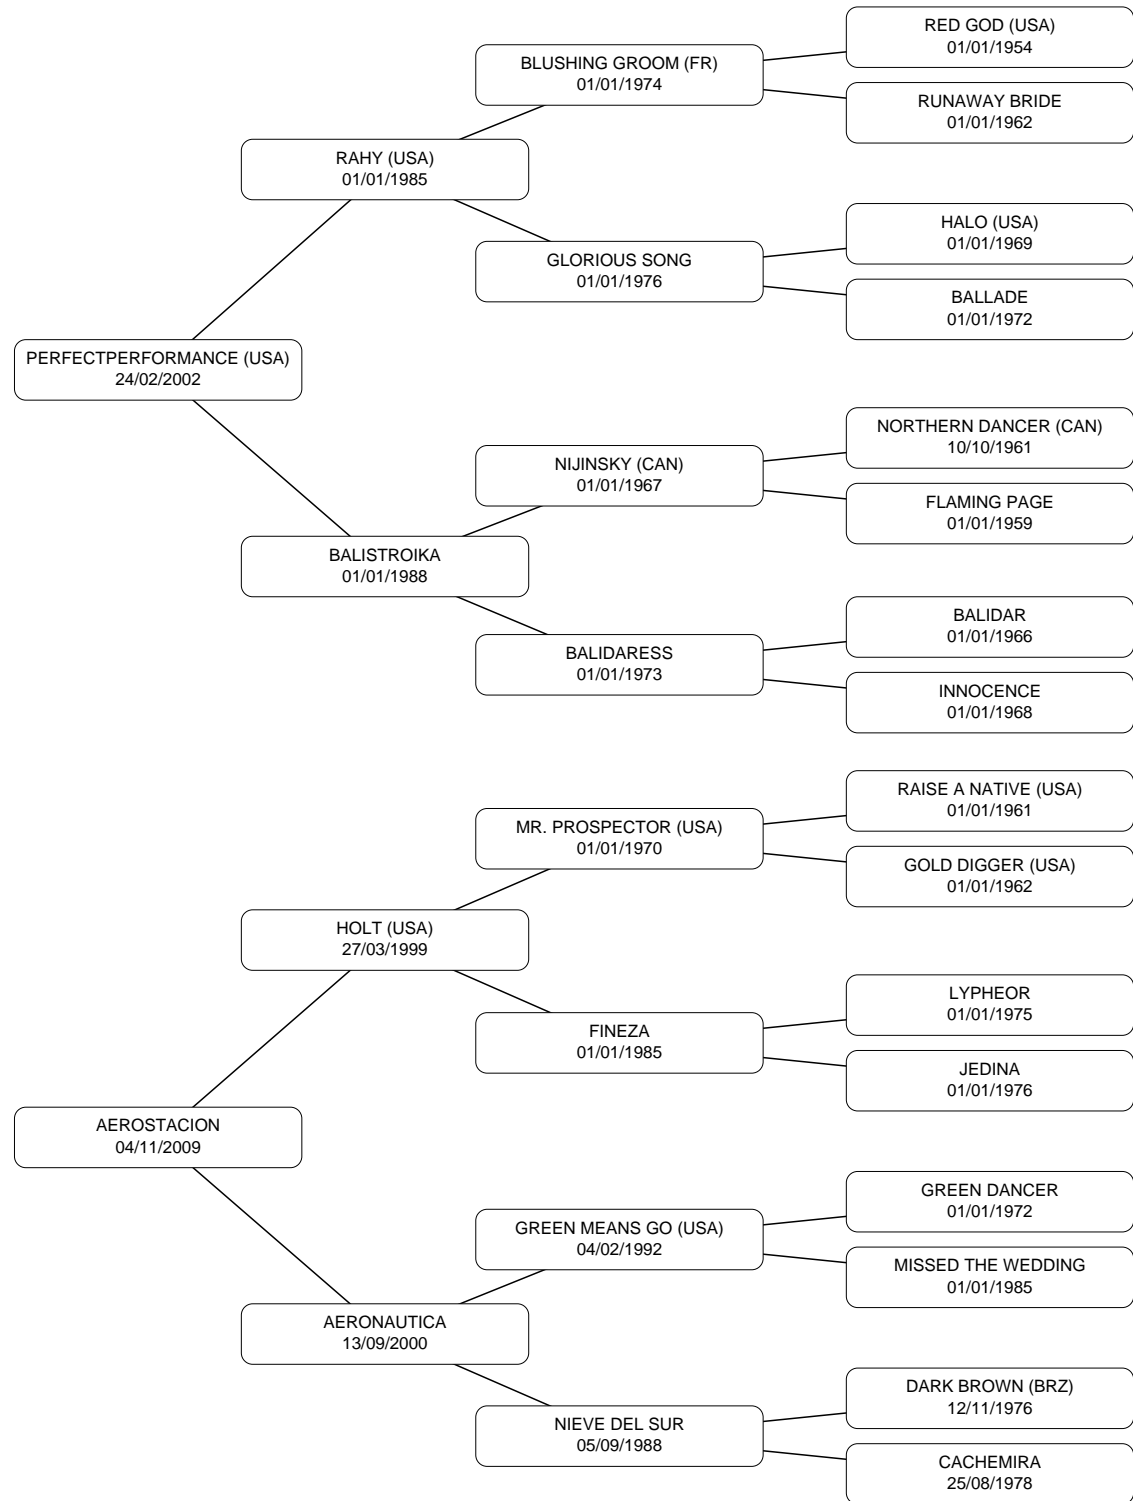 RED GOD (USA)
01/01/1954
BLUSHING GROOM (FR)
01/01/1974
RUNAWAY BRIDE
01/01/1962
RAHY (USA)
01/01/1985
HALO (USA)
01/01/1969
GLORIOUS SONG
01/01/1976
BALLADE
01/01/1972
PERFECTPERFORMANCE (USA)
24/02/2002
NORTHERN DANCER (CAN)
10/10/1961
NIJINSKY (CAN)
01/01/1967
FLAMING PAGE
01/01/1959
BALISTROIKA
01/01/1988
BALIDAR
01/01/1966
BALIDARESS
01/01/1973
INNOCENCE
01/01/1968
RAISE A NATIVE (USA)
01/01/1961
MR. PROSPECTOR (USA)
01/01/1970
GOLD DIGGER (USA)
01/01/1962
HOLT (USA)
27/03/1999
LYPHEOR
01/01/1975
FINEZA
01/01/1985
JEDINA
01/01/1976
AEROSTACION
04/11/2009
GREEN DANCER
01/01/1972
GREEN MEANS GO (USA)
04/02/1992
MISSED THE WEDDING
01/01/1985
AERONAUTICA
13/09/2000
DARK BROWN (BRZ)
12/11/1976
NIEVE DEL SUR
05/09/1988
CACHEMIRA
25/08/1978